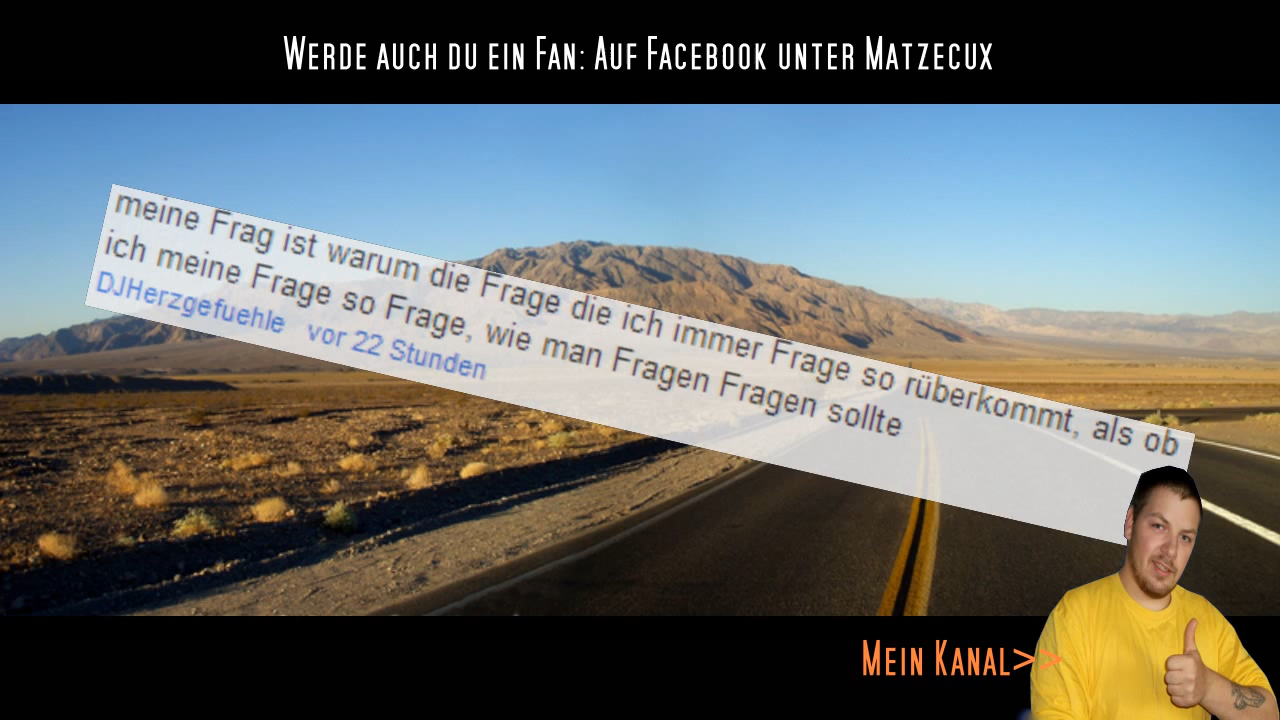 Werde auch du ein Fan: Auf Facebook unter Matzecux
meine Frag ist warum die Frage die ich immer Frage so rüberkommt, als ob
ich meine Frage so Frage, wie man Fragen Fragen sollte
DJHerzgefuehle vor 22 Stunden
Mein Kanal>>